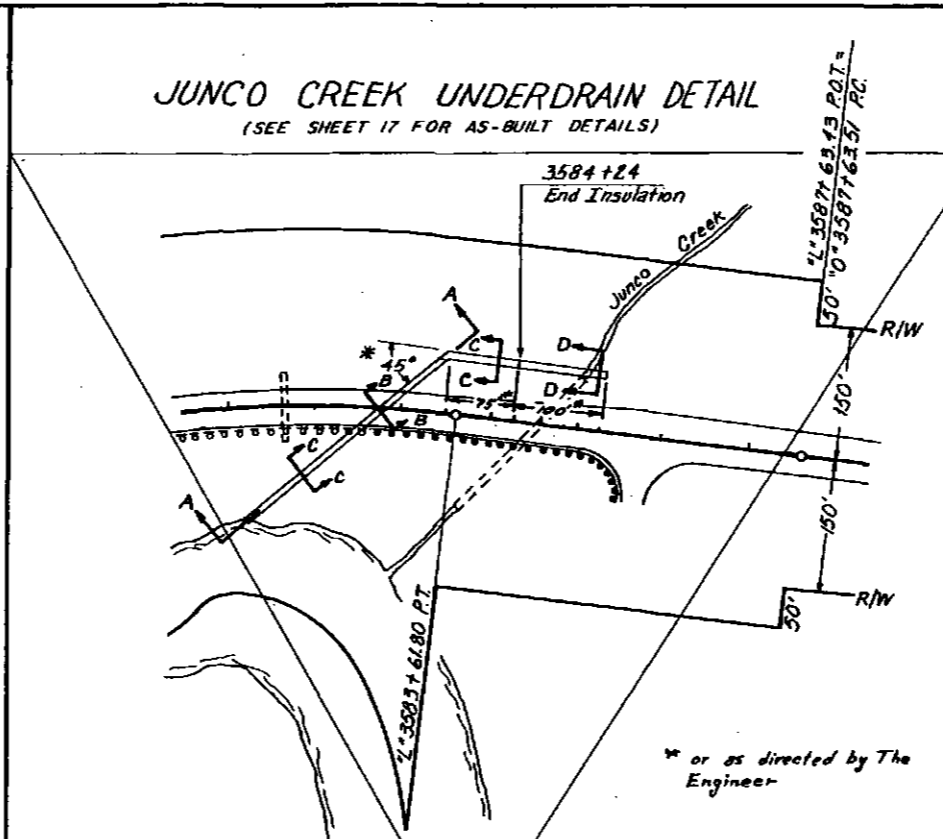 JUNCO CREEK UNDERDRAIN DETAIL
(SEE SHEET 17 FOR AS-BUILT DETAILS)
"L" 3587+63.43 P.O.T. =
"O" 3587+63.51 P.C.
3584+24
End Insulation
Junco Creek
50'
R/W
A
C
D
* 45°
B
C
D
75'*
100'*
B
150'
C
C
A
150'
R/W
50'
"L" 3583+61.80 P.T.
* or as directed by The
Engineer